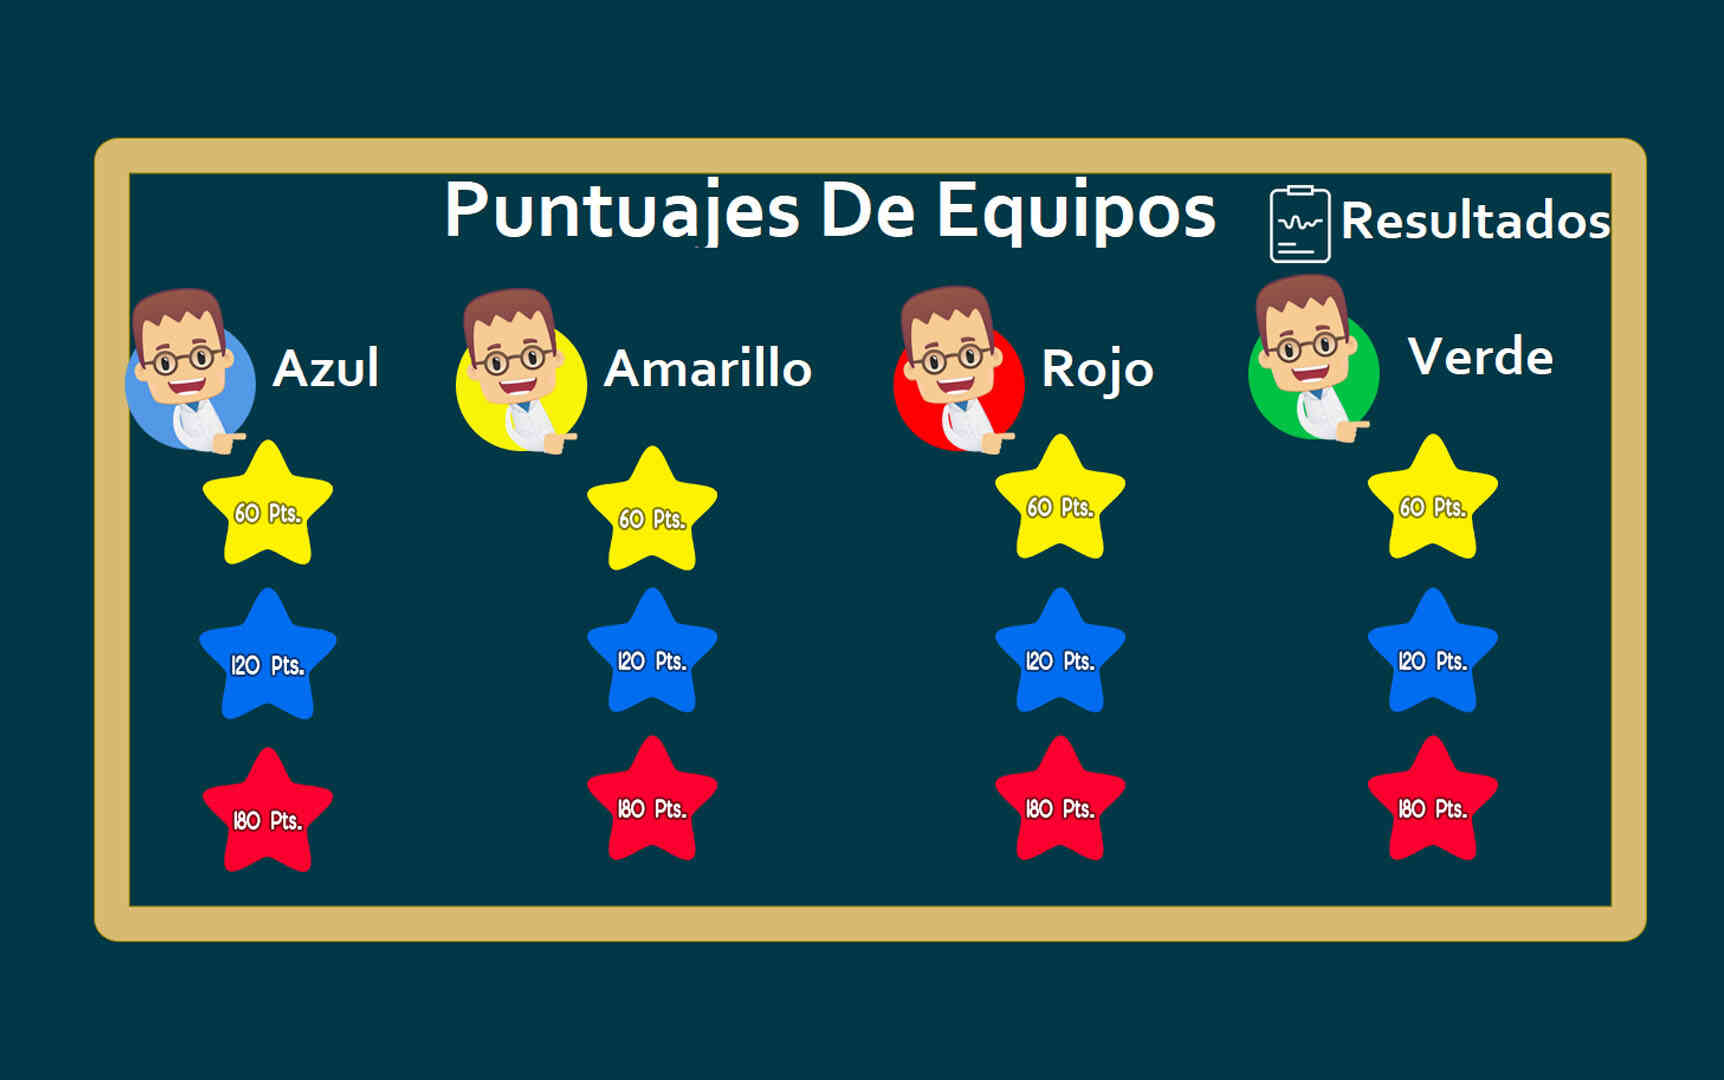 Puntuajes De Equipos
Resultados
Azul
Amarillo
Rojo
Verde
60 Pts.
60 Pts.
60 Pts.
60 Pts.
120 Pts.
120 Pts.
120 Pts.
120 Pts.
180 Pts.
180 Pts.
180 Pts.
180 Pts.